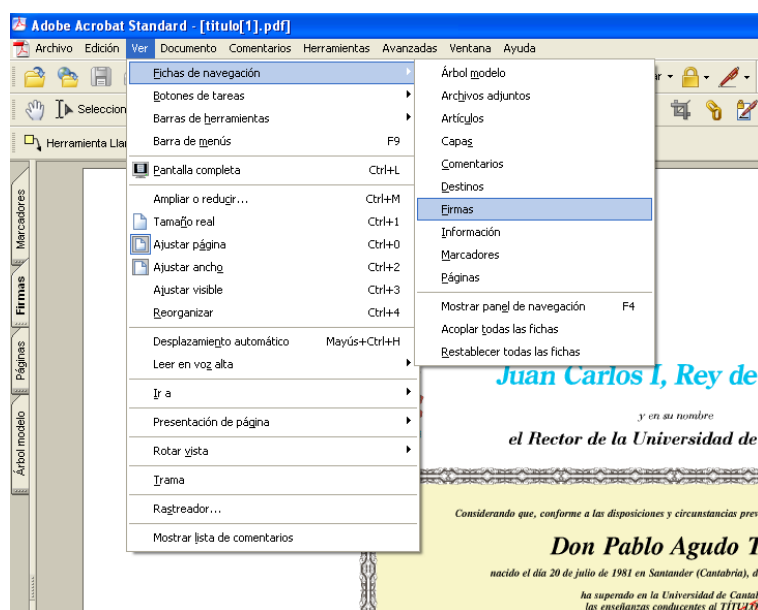 Adobe Acrobat Standard - [titulo[1].pdf]
Archivo Edición Ver Documento Comentarios Herramientas Avanzadas Ventana Ayuda
Seleccion
Herramienta Lla
Fichas de navegación
Botones de tareas
Barras de herramientas
Barra de menús F9
Pantalla completa Ctrl+L
Ampliar o reducir... Ctrl+M
Tamaño real Ctrl+1
Ajustar página Ctrl+0
Ajustar ancho Ctrl+2
Ajustar visible Ctrl+3
Reorganizar Ctrl+4
Desplazamiento automático Mayús+Ctrl+H
Leer en voz alta
Ir a
Presentación de página
Rotar vista
Trama
Rastreador...
Mostrar lista de comentarios
Árbol modelo
Archivos adjuntos
Artículos
Capas
Comentarios
Destinos
Firmas
Información
Marcadores
Páginas
Mostrar panel de navegación F4
Acoplar todas las fichas
Restablecer todas las fichas
Marcadores
Firmas
Páginas
Árbol modelo
Juan Carlos I, Rey de
y en su nombre
el Rector de la Universidad de
Considerando que, conforme a las disposiciones y circunstancias prev
Don Pablo Agudo T
nacido el día 20 de julio de 1981 en Santander (Cantabria), d
ha superado en la Universidad de Cantab
las enseñanzas conducentes al TÍTULO